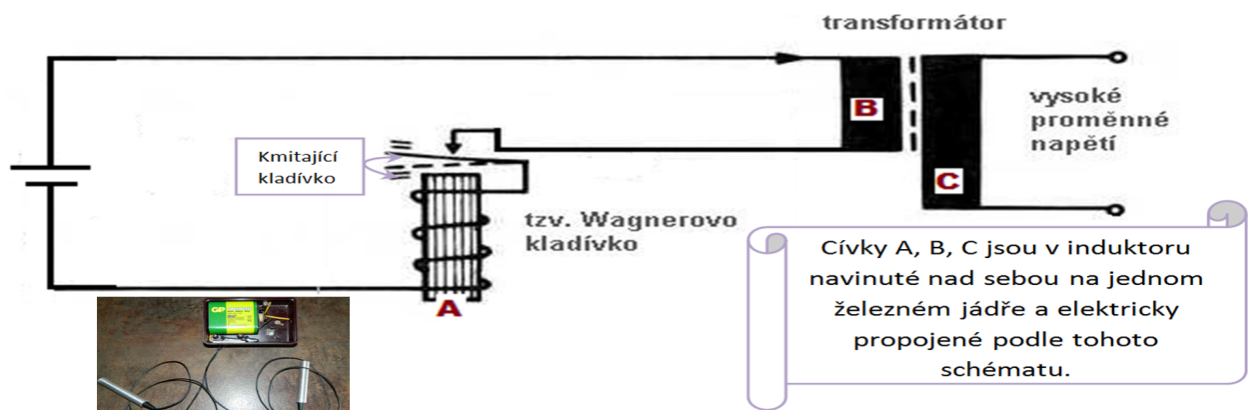 transformátor
B
vysoké
proměnné
napětí
Kmitající
kladívko
C
tzv. Wagnerovo
kladívko
A
Cívky A, B, C jsou v induktoru
navinuté nad sebou na jednom
železném jádře a elektricky
propojené podle tohoto
schématu.
GP